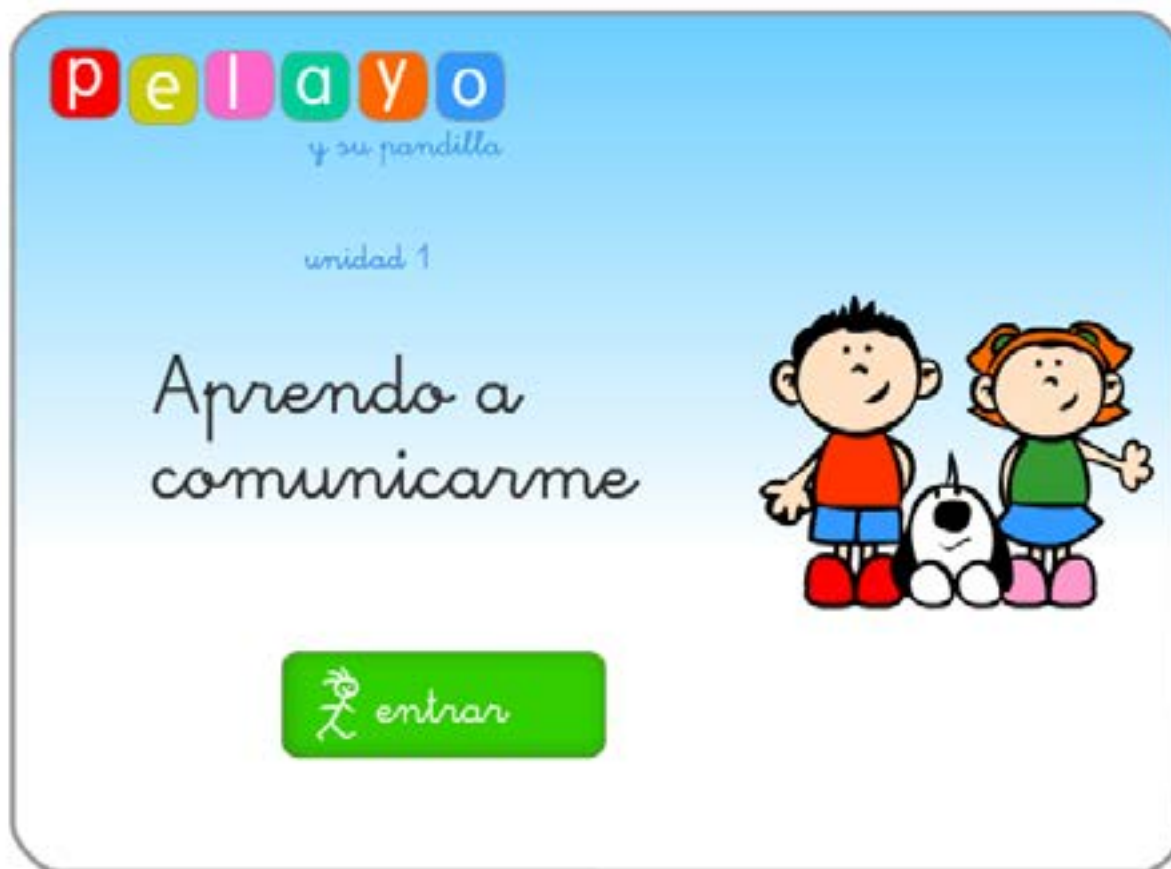 pelayo
y su pandilla
unidad 1
Aprendo a
comunicarme
entrar